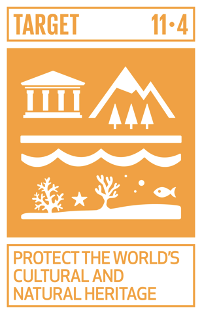 TARGET 11·4
PROTECT THE WORLD'S
CULTURAL AND
NATURAL HERITAGE